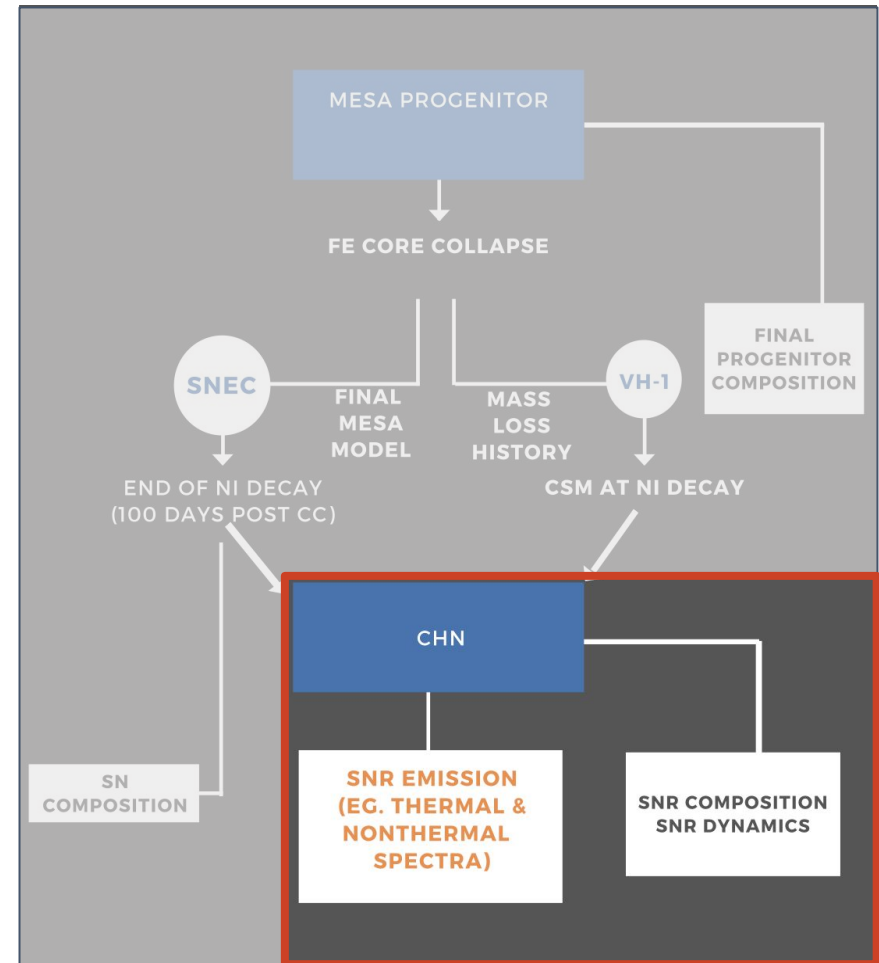 MESA PROGENITOR
FE CORE COLLAPSE
FINAL
PROGENITOR
COMPOSITION
SNEC
FINAL
MESA
MODEL
MASS
LOSS
HISTORY
VH-1
END OF NI DECAY
(100 DAYS POST CC)
CSM AT NI DECAY
CHN
SN
COMPOSITION
SNR EMISSION
(EG. THERMAL &
NONTHERMAL
SPECTRA)
SNR COMPOSITION
SNR DYNAMICS